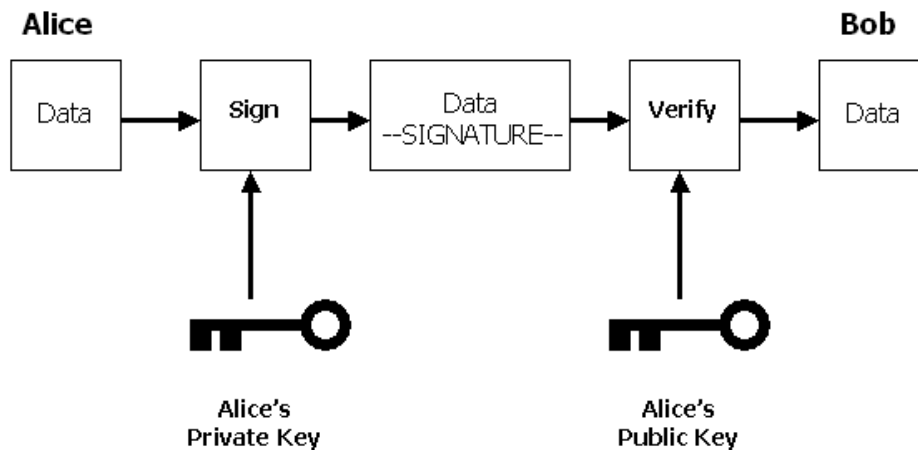 Alice
Bob
Data
Sign
Data
--SIGNATURE--
Verify
Data
Alice's
Private Key
Alice's
Public Key